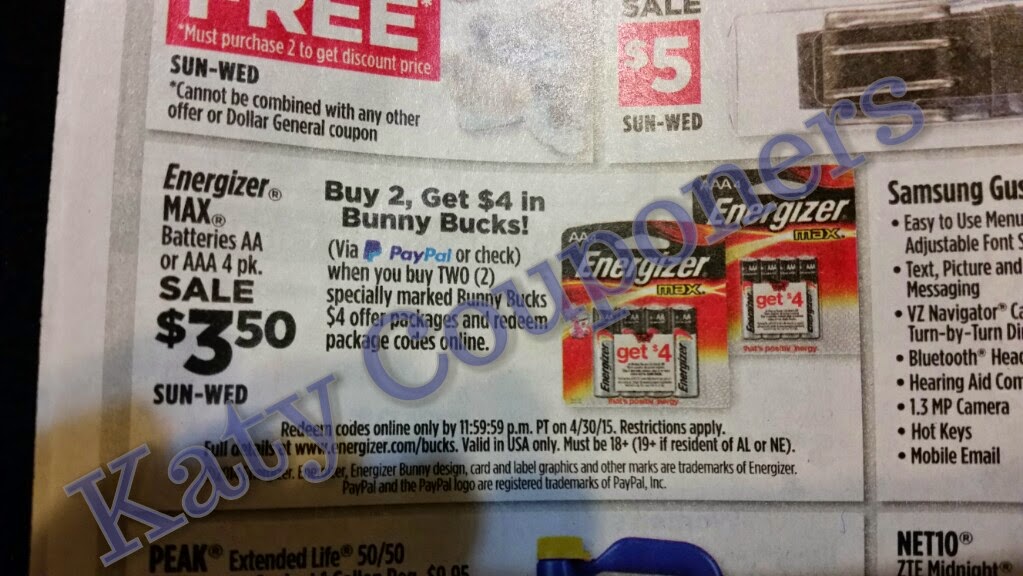 FREE*
*Must purchase 2 to get discount price
SUN-WED
*Cannot be combined with any other
offer or Dollar General coupon
SALE
$5
SUN-WED
Energizer®
MAX®
Batteries AA
or AAA 4 pk.
SALE
$3.50
SUN-WED
Buy 2, Get $4 in
Bunny Bucks!
(Via PayPal or check)
when you buy TWO (2)
specially marked Bunny Bucks
$4 offer packages and redeem
package codes online.
AA
Energizer
max.
get $4
that's positivenergy.
AA
Energizer
max.
get $4
that's positivenergy.
Redeem codes online only by 11:59:59 p.m. PT on 4/30/15. Restrictions apply.
Full details at www.energizer.com/bucks. Valid in USA only. Must be 18+ (19+ if resident of AL or NE).
Energizer, Energizer Bunny design, card and label graphics and other marks are trademarks of Energizer.
PayPal and the PayPal logo are registered trademarks of PayPal, Inc.
Samsung Gus
• Easy to Use Menu
Adjustable Font S
• Text, Picture and
Messaging
• VZ Navigator® Ca
Turn-by-Turn Di
• Bluetooth® Head
• Hearing Aid Com
• 1.3 MP Camera
• Hot Keys
• Mobile Email
PEAK® Extended Life® 50/50
NET10®
ZTE Midnight®
Katy Couponers